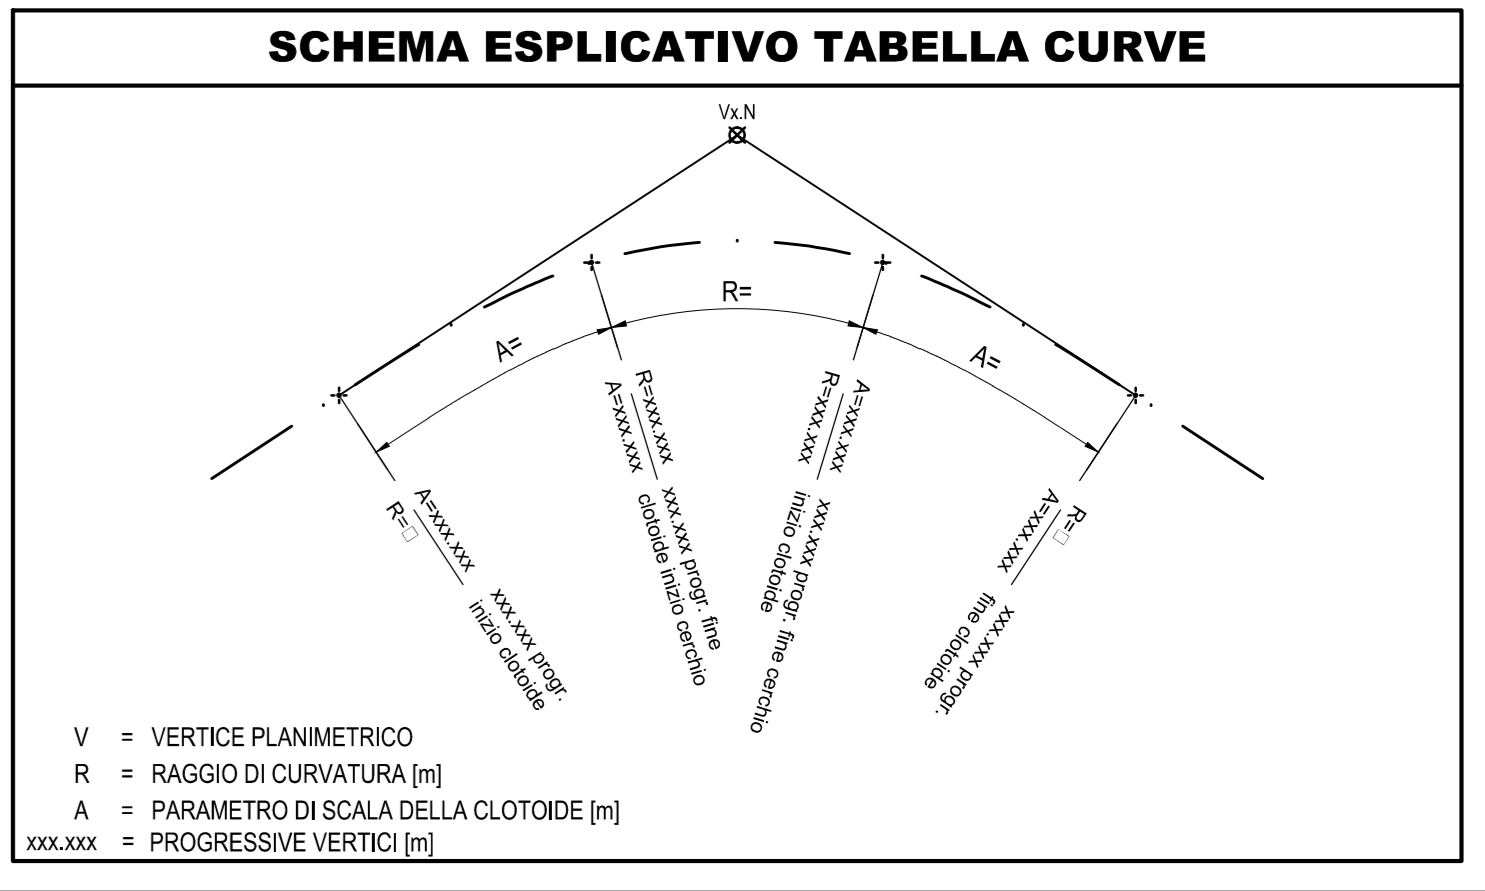 SCHEMA ESPLICATIVO TABELLA CURVE
Vx.N
R=
A=
A=
A=xxx.xxx
R=□
xxx.xxx progr.
inizio clotoide
R=xxx.xxx
A=xxx.xxx
xxx.xxx progr. fine
clotoide inizio cerchio
A=xxx.xxx
R=xxx.xxx
xxx.xxx progr. fine cerchio
inizio clotoide
R=□
A=xxx.xxx
xxx.xxx progr.
fine clotoide
V = VERTICE PLANIMETRICO
R = RAGGIO DI CURVATURA [m]
A = PARAMETRO DI SCALA DELLA CLOTOIDE [m]
xxx.xxx = PROGRESSIVE VERTICI [m]